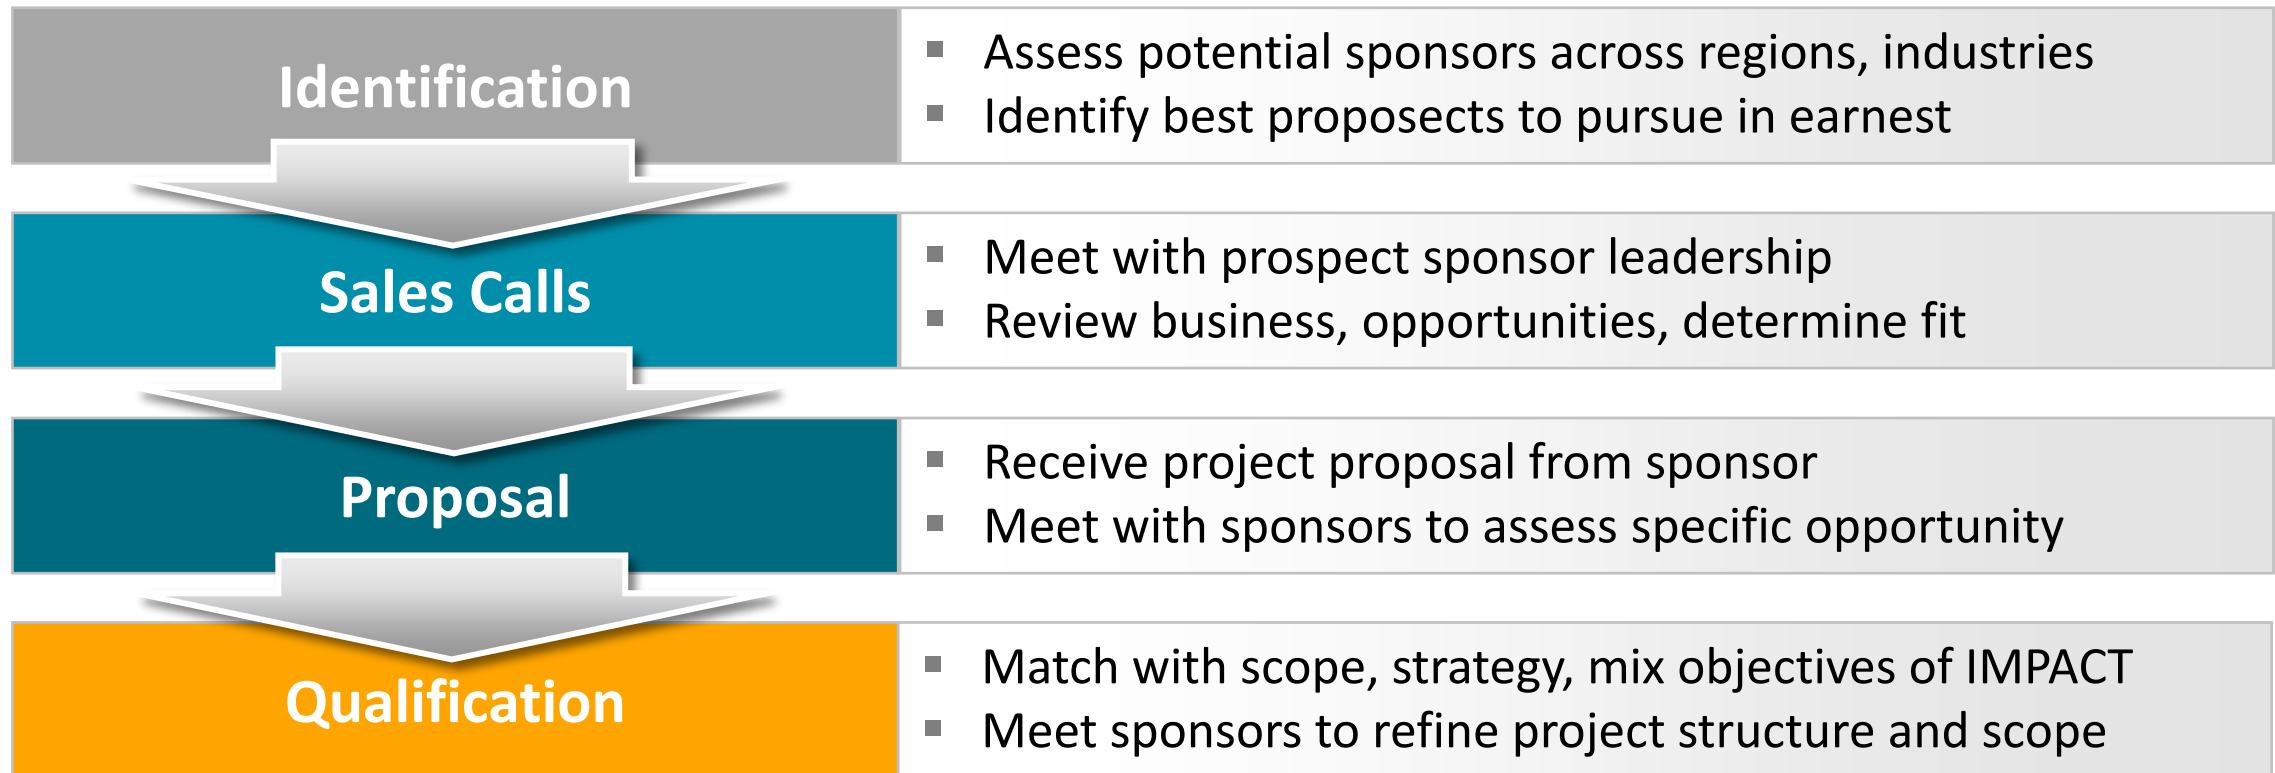 Identification
Assess potential sponsors across regions, industries
Identify best proposects to pursue in earnest
Sales Calls
Meet with prospect sponsor leadership
Review business, opportunities, determine fit
Proposal
Receive project proposal from sponsor
Meet with sponsors to assess specific opportunity
Qualification
Match with scope, strategy, mix objectives of IMPACT
Meet sponsors to refine project structure and scope